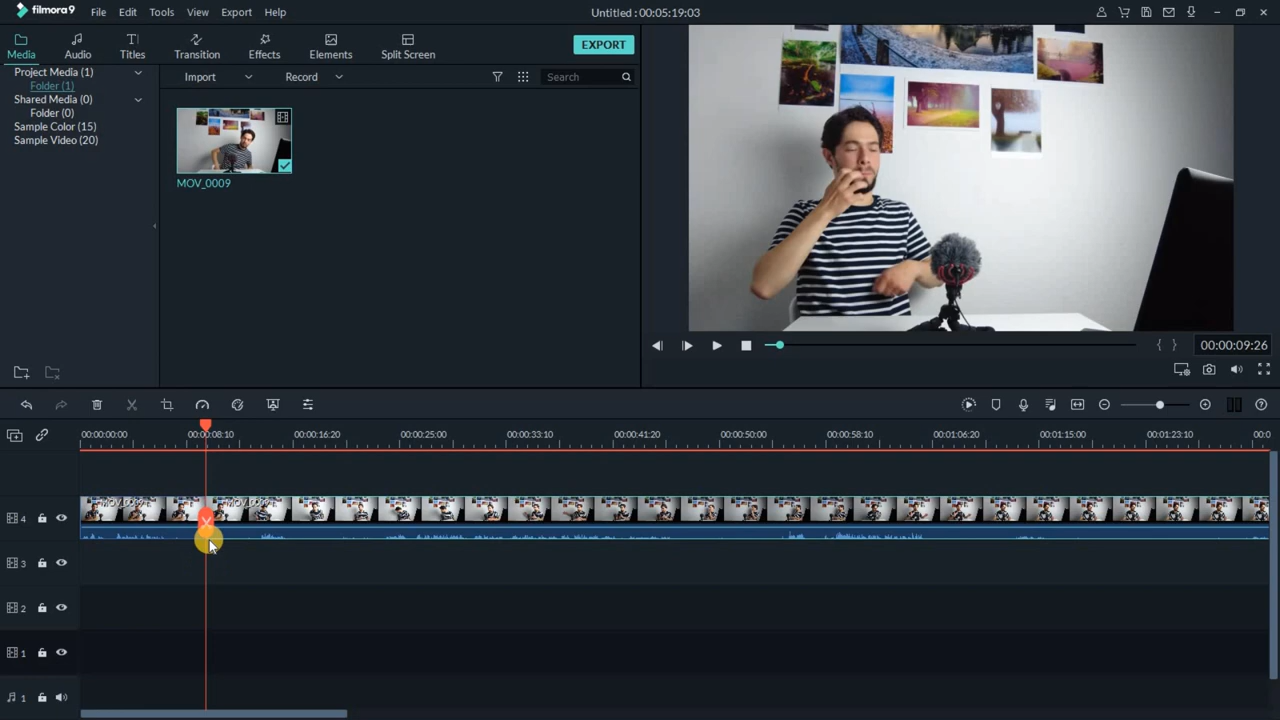 filmora9 File Edit Tools View Export Help Untitled : 00:05:19:03
Media Audio Titles Transition Effects Elements Split Screen EXPORT
Project Media (1)
Folder (1)
Shared Media (0)
Folder (0)
Sample Color (15)
Sample Video (20)
Import Record Search
MOV_0009
{ } 00:00:09:26
00:00:00:00 00:00:08:10 00:00:16:20 00:00:25:00 00:00:33:10 00:00:41:20 00:00:50:00 00:00:58:10 00:01:06:20 00:01:15:00 00:01:23:10 00:0
MOV_0009 MOV_0009
4
3
2
1
1